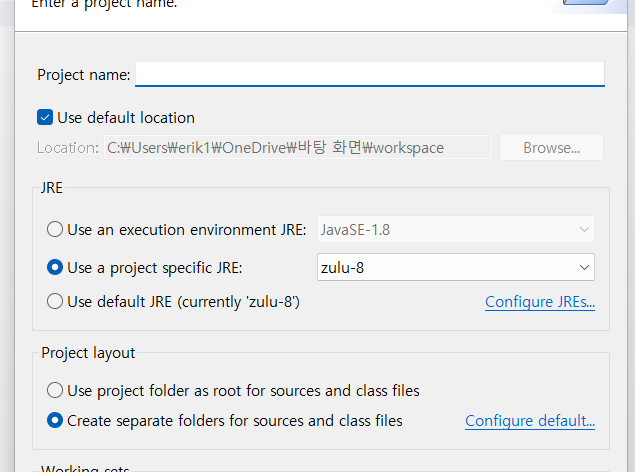 Enter a project name.
Project name:
Use default location
Location: C:₩Users₩erik1₩OneDrive₩바탕 화면₩workspace Browse...
JRE
Use an execution environment JRE: JavaSE-1.8
Use a project specific JRE: zulu-8
Use default JRE (currently 'zulu-8') Configure JREs...
Project layout
Use project folder as root for sources and class files
Create separate folders for sources and class files Configure default...
Working sets